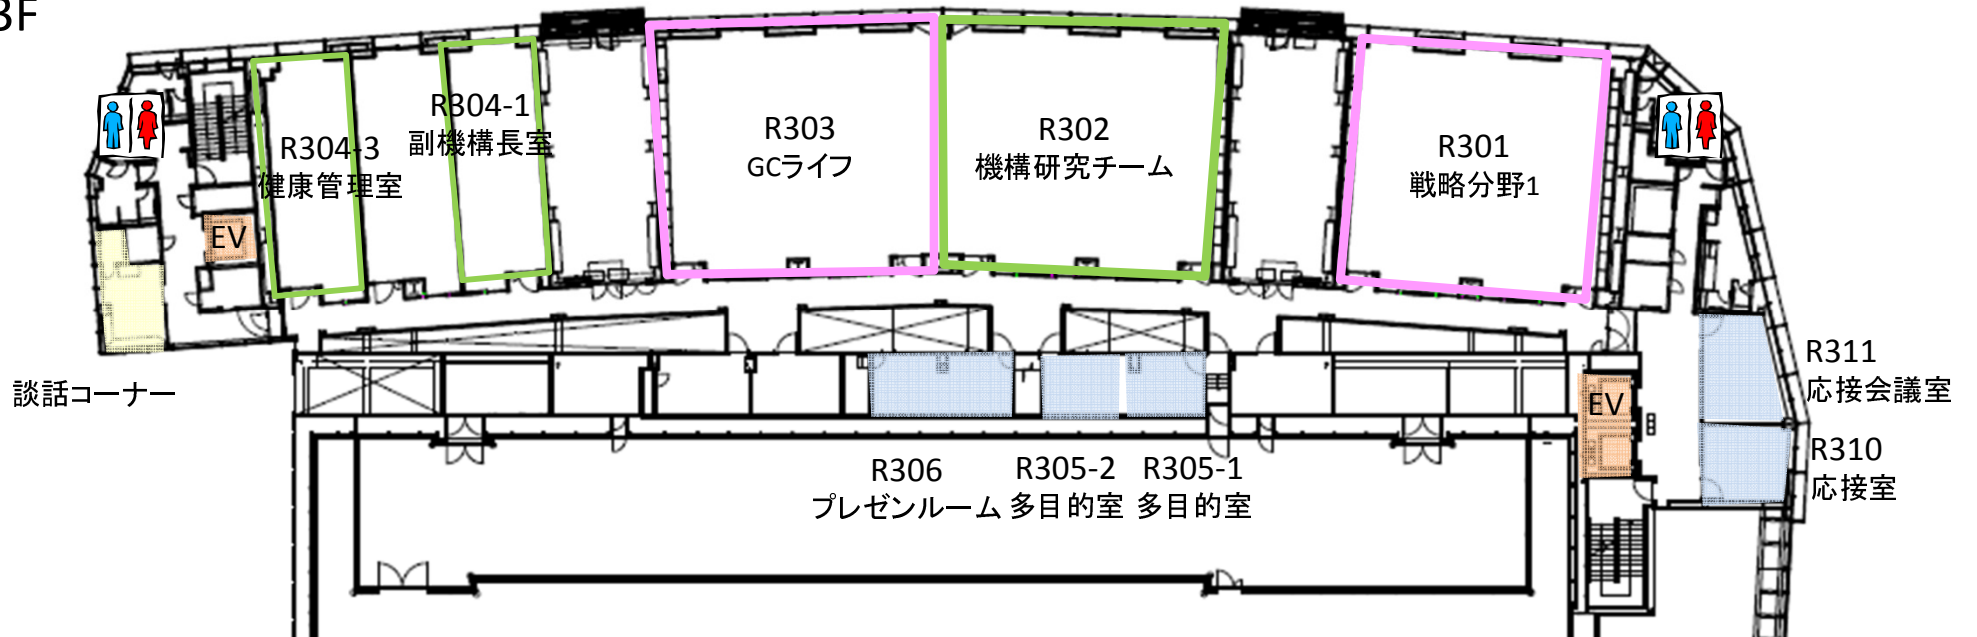 3F
R304-3
健康管理室
R304-1
副機構長室
R303
GCライフ
R302
機構研究チーム
R301
戦略分野1
EV
談話コーナー
R306
プレゼンルーム
R305-2
多目的室
R305-1
多目的室
EV
R311
応接会議室
R310
応接室